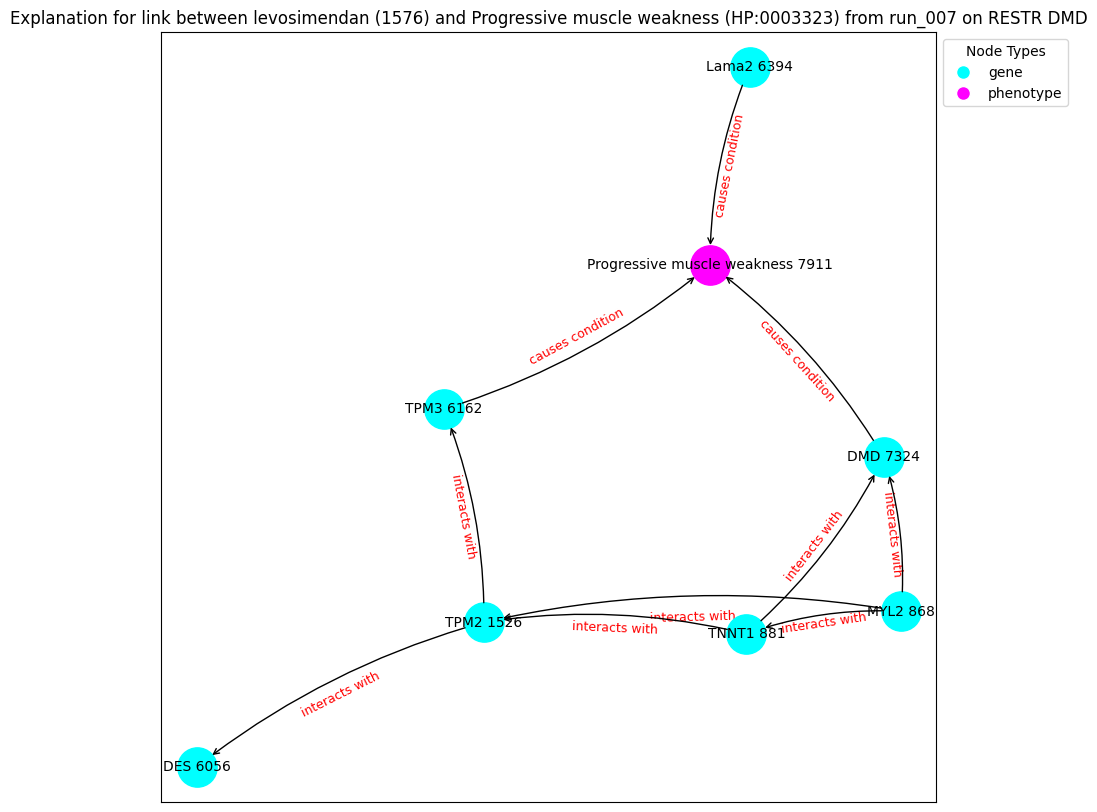 Explanation for link between levosimendan (1576) and Progressive muscle weakness (HP:0003323) from run_007 on RESTR DMD
Node Types
gene
phenotype
Lama2 6394
causes condition
Progressive muscle weakness 7911
causes condition
causes condition
TPM3 6162
DMD 7324
interacts with
interacts with
interacts with
MYL2 868
interacts with
interacts with
interacts with
TPM2 1526
TNNT1 881
interacts with
DES 6056